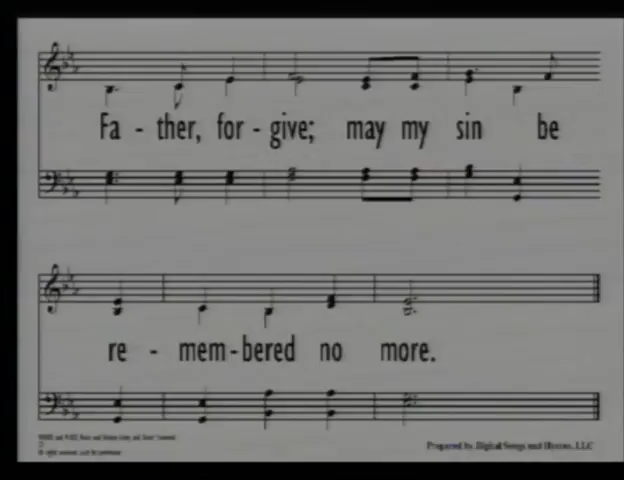 Fa - ther, for - give; may my sin be
re - mem - bered no more.
Prepared by Digital Songs and Hymns, LLC